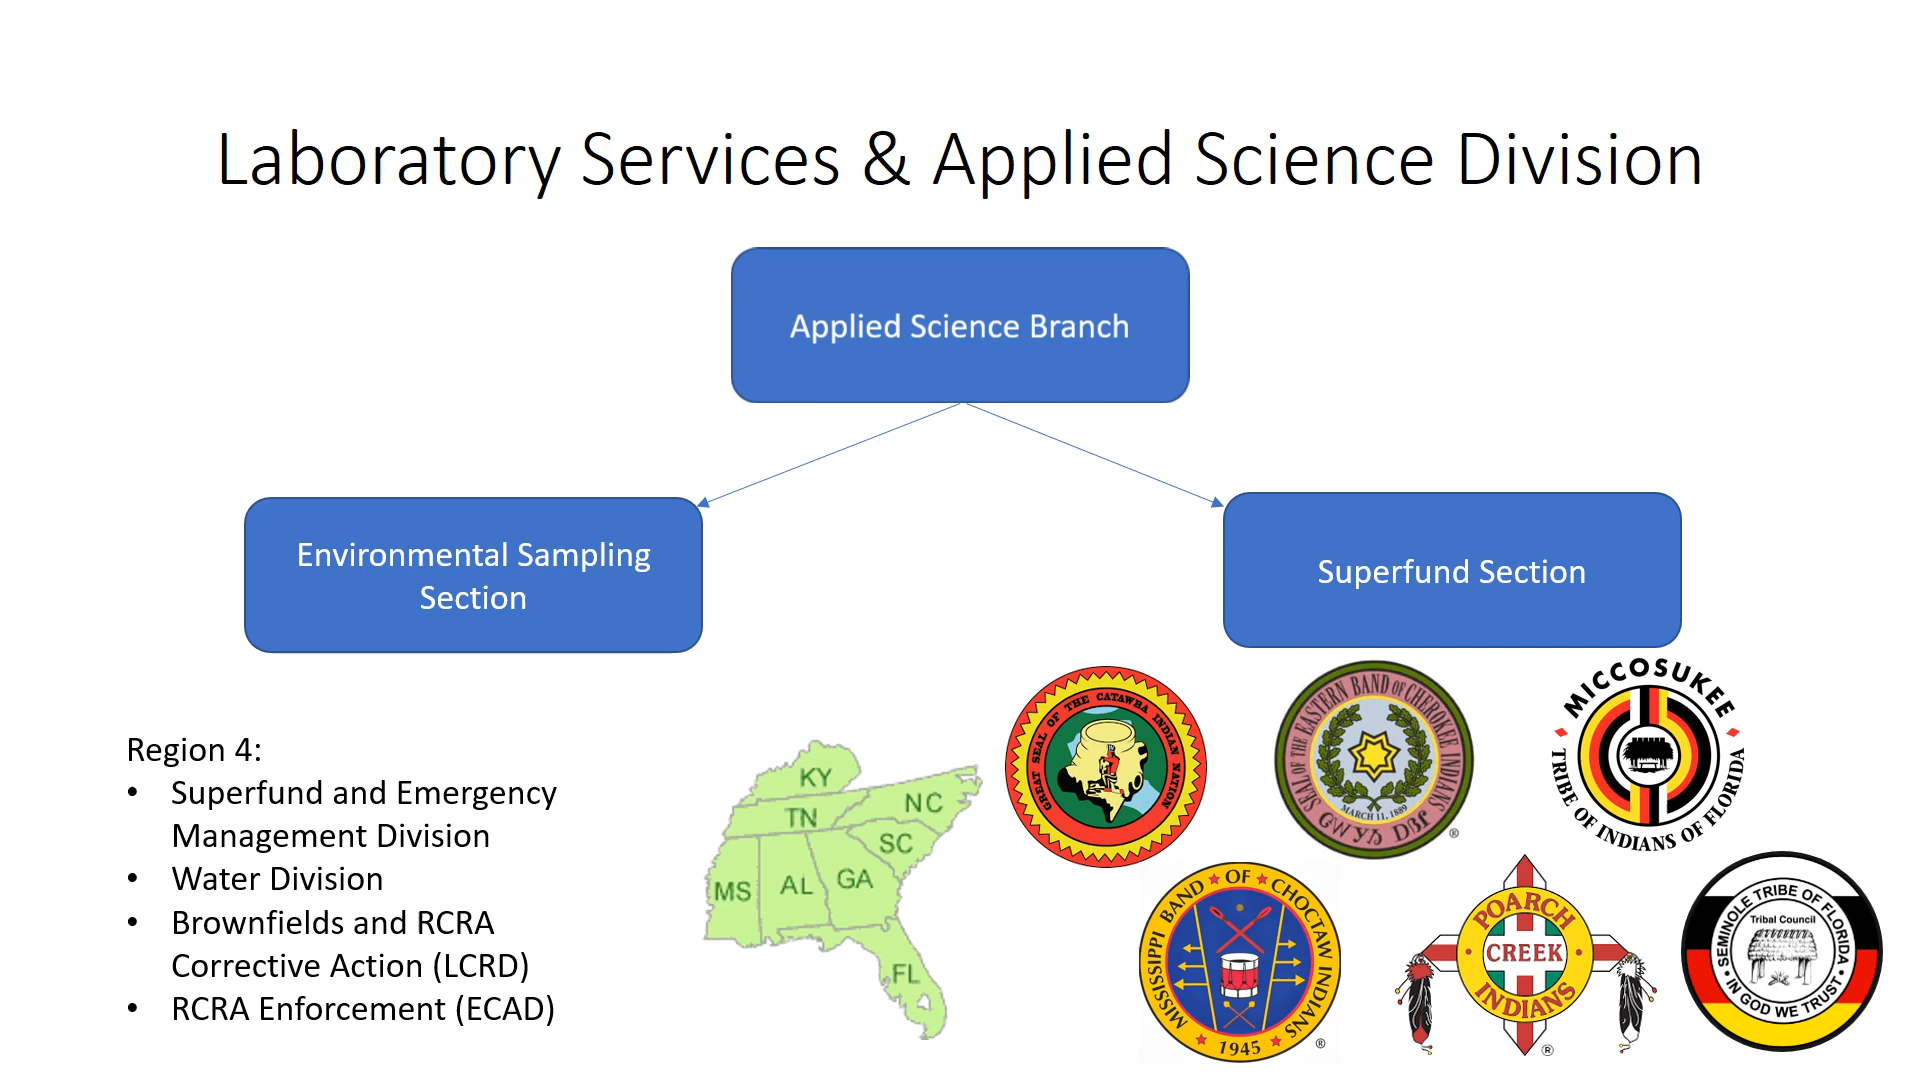 Laboratory Services & Applied Science Division
Applied Science Branch
Environmental Sampling
Section
Superfund Section
Region 4:
• Superfund and Emergency
Management Division
• Water Division
• Brownfields and RCRA
Corrective Action (LCRD)
• RCRA Enforcement (ECAD)
KY
TN
NC
SC
MS
AL
GA
FL
GREAT SEAL OF THE CATAWBA INDIAN NATION
SEAL OF THE EASTERN BAND OF CHEROKEE INDIANS
MARCH 11, 1889
ᏣᎳᎩᏱ ᎠᏰᎵ
®
MICCOSUKEE
TRIBE OF INDIANS OF FLORIDA
MISSISSIPPI BAND OF CHOCTAW INDIANS
1945
®
POARCH
CREEK
INDIANS
®
SEMINOLE TRIBE OF FLORIDA
Tribal Council
IN GOD WE TRUST